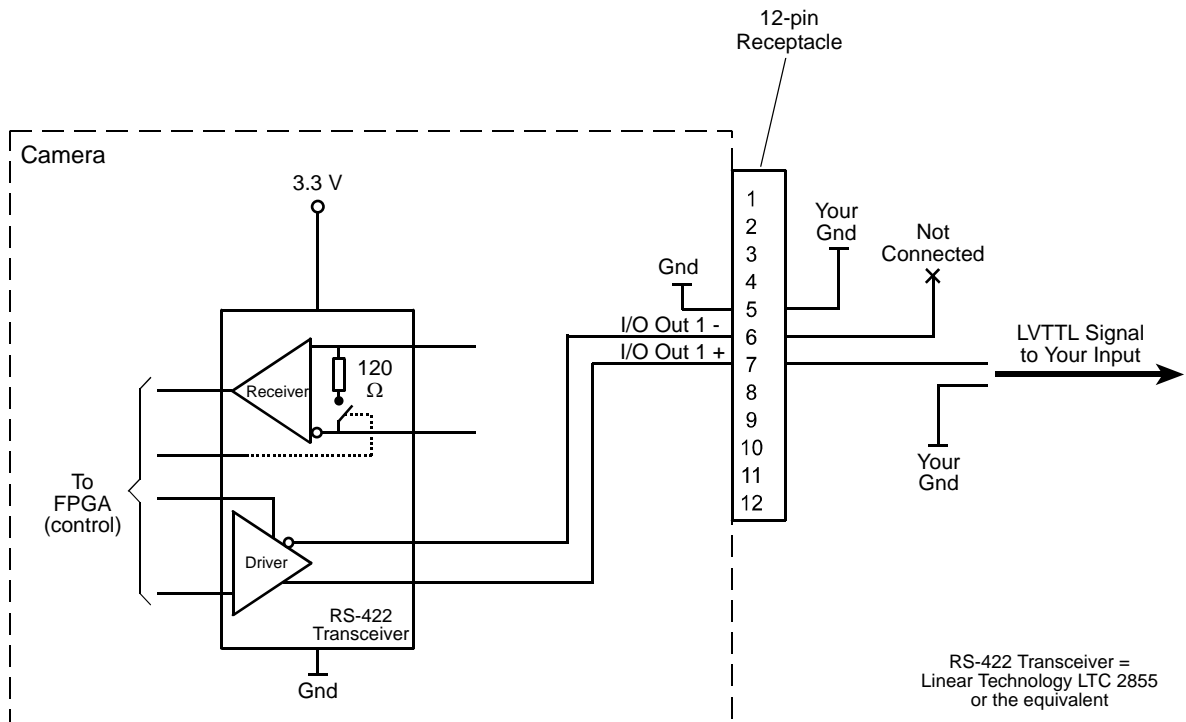 12-pin
Receptacle
Camera
3.3 V
1
2
3
4
5
6
7
8
9
10
11
12
Your
Gnd
Not
Connected
Gnd
I/O Out 1 -
I/O Out 1 +
LVTTL Signal
to Your Input
Your
Gnd
Receiver
120
Ω
To
FPGA
(control)
Driver
RS-422
Transceiver
Gnd
RS-422 Transceiver =
Linear Technology LTC 2855
or the equivalent